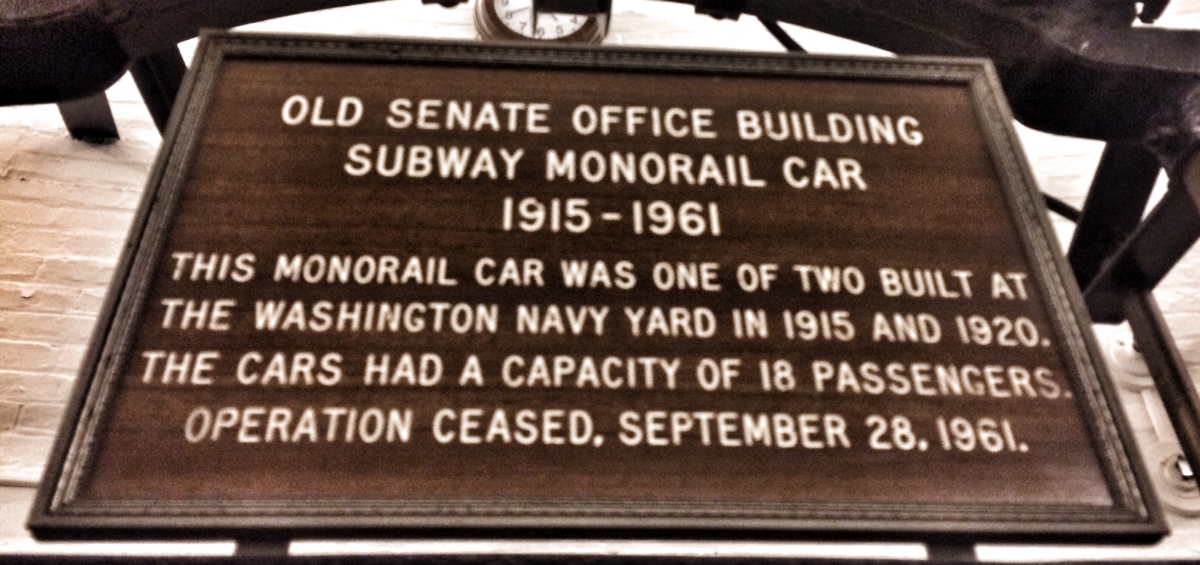 OLD SENATE OFFICE BUILDING
SUBWAY MONORAIL CAR
1915-1961
THIS MONORAIL CAR WAS ONE OF TWO BUILT AT
THE WASHINGTON NAVY YARD IN 1915 AND 1920.
THE CARS HAD A CAPACITY OF 18 PASSENGERS.
OPERATION CEASED, SEPTEMBER 28, 1961.